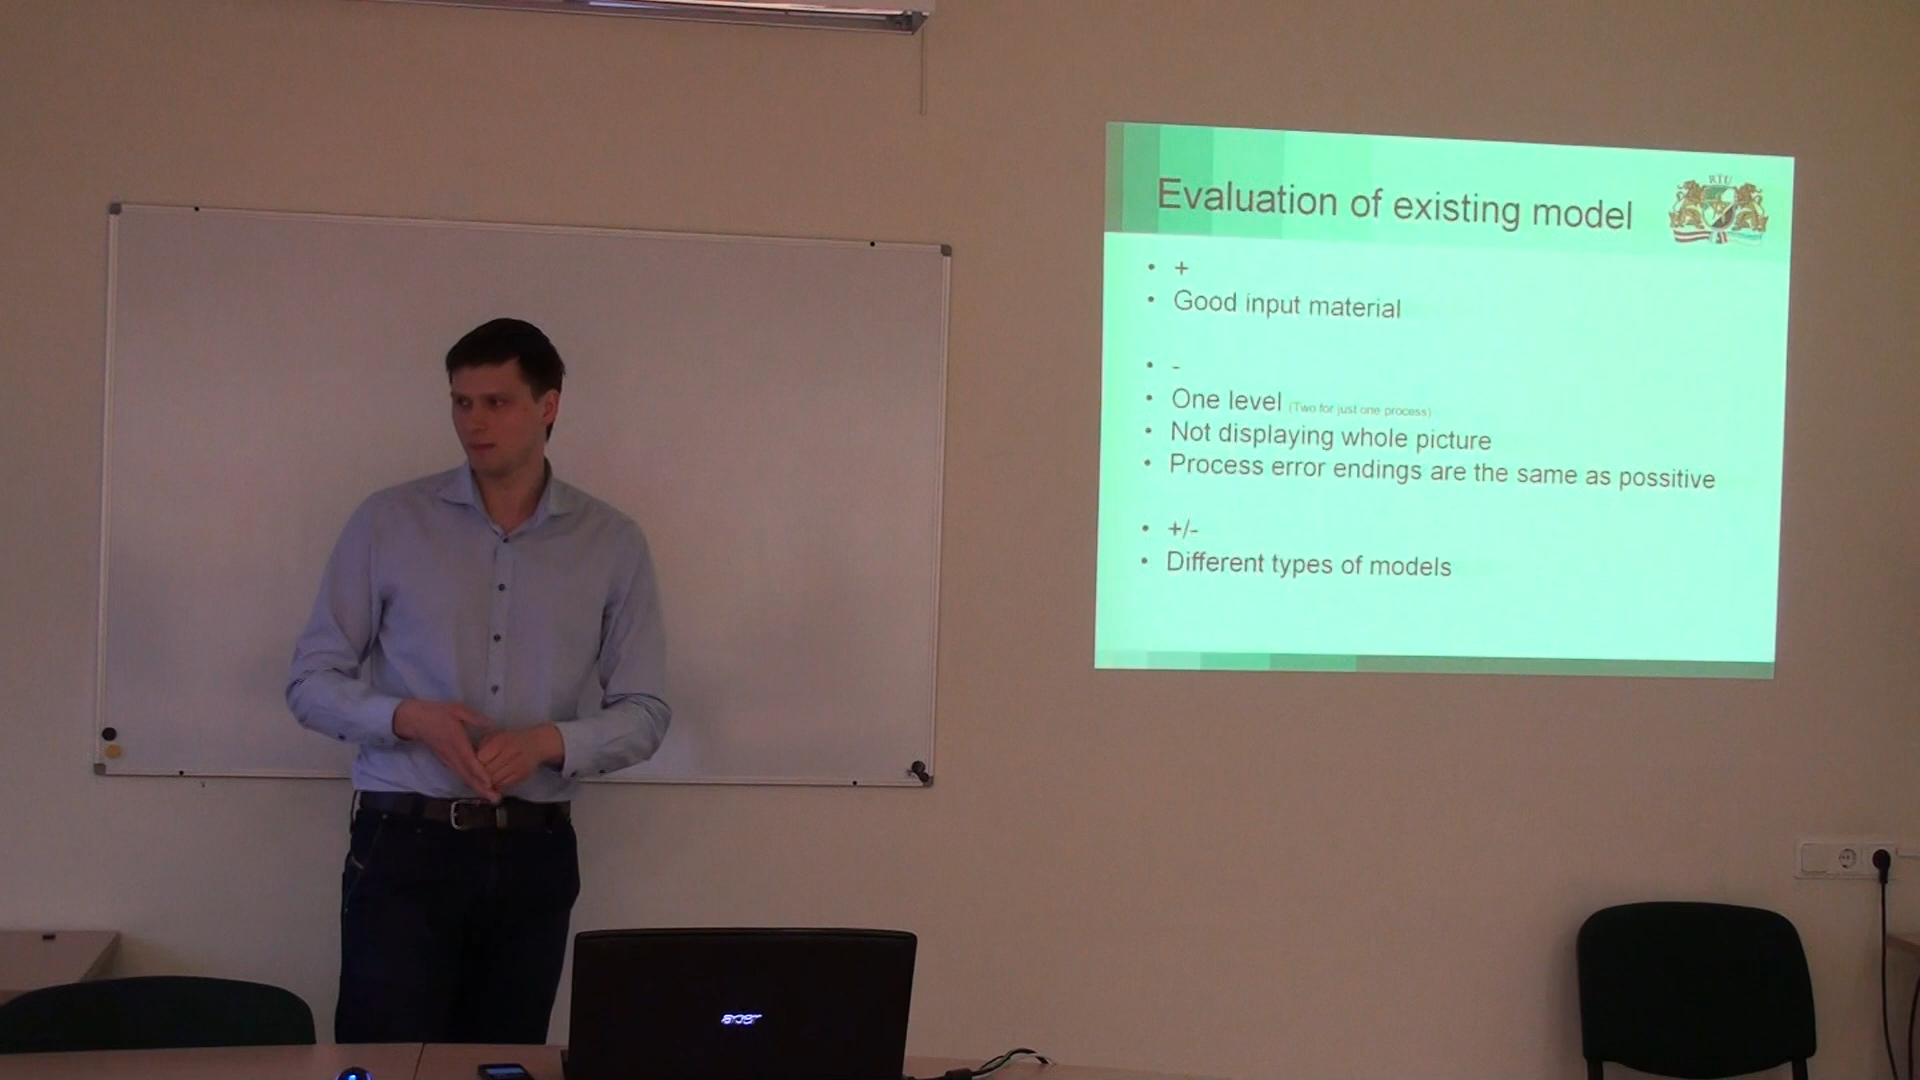 Evaluation of existing model
RTU
• +
• Good input material
• -
• One level (Two for just one process)
• Not displaying whole picture
• Process error endings are the same as possitive
• +/-
• Different types of models
acer